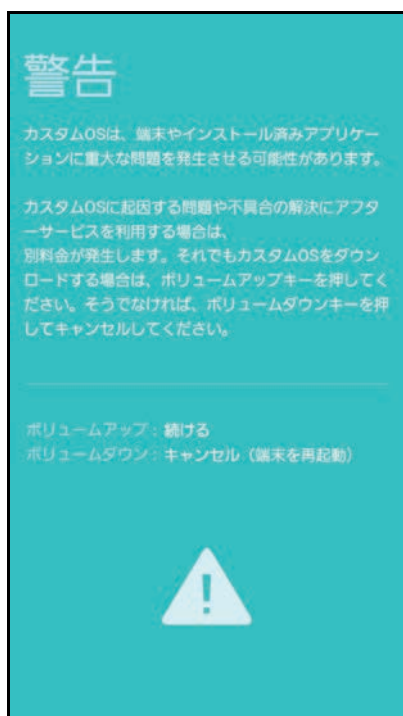 警告
カスタムOSは、端末やインストール済みアプリケー
ションに重大な問題を発生させる可能性があります。
カスタムOSに起因する問題や不具合の解決にアフタ
ーサービスを利用する場合は、
別料金が発生します。それでもカスタムOSをダウン
ロードする場合は、ボリュームアップキーを押してく
ださい。そうでなければ、ボリュームダウンキーを押
してキャンセルしてください。
ボリュームアップ：続ける
ボリュームダウン：キャンセル（端末を再起動）